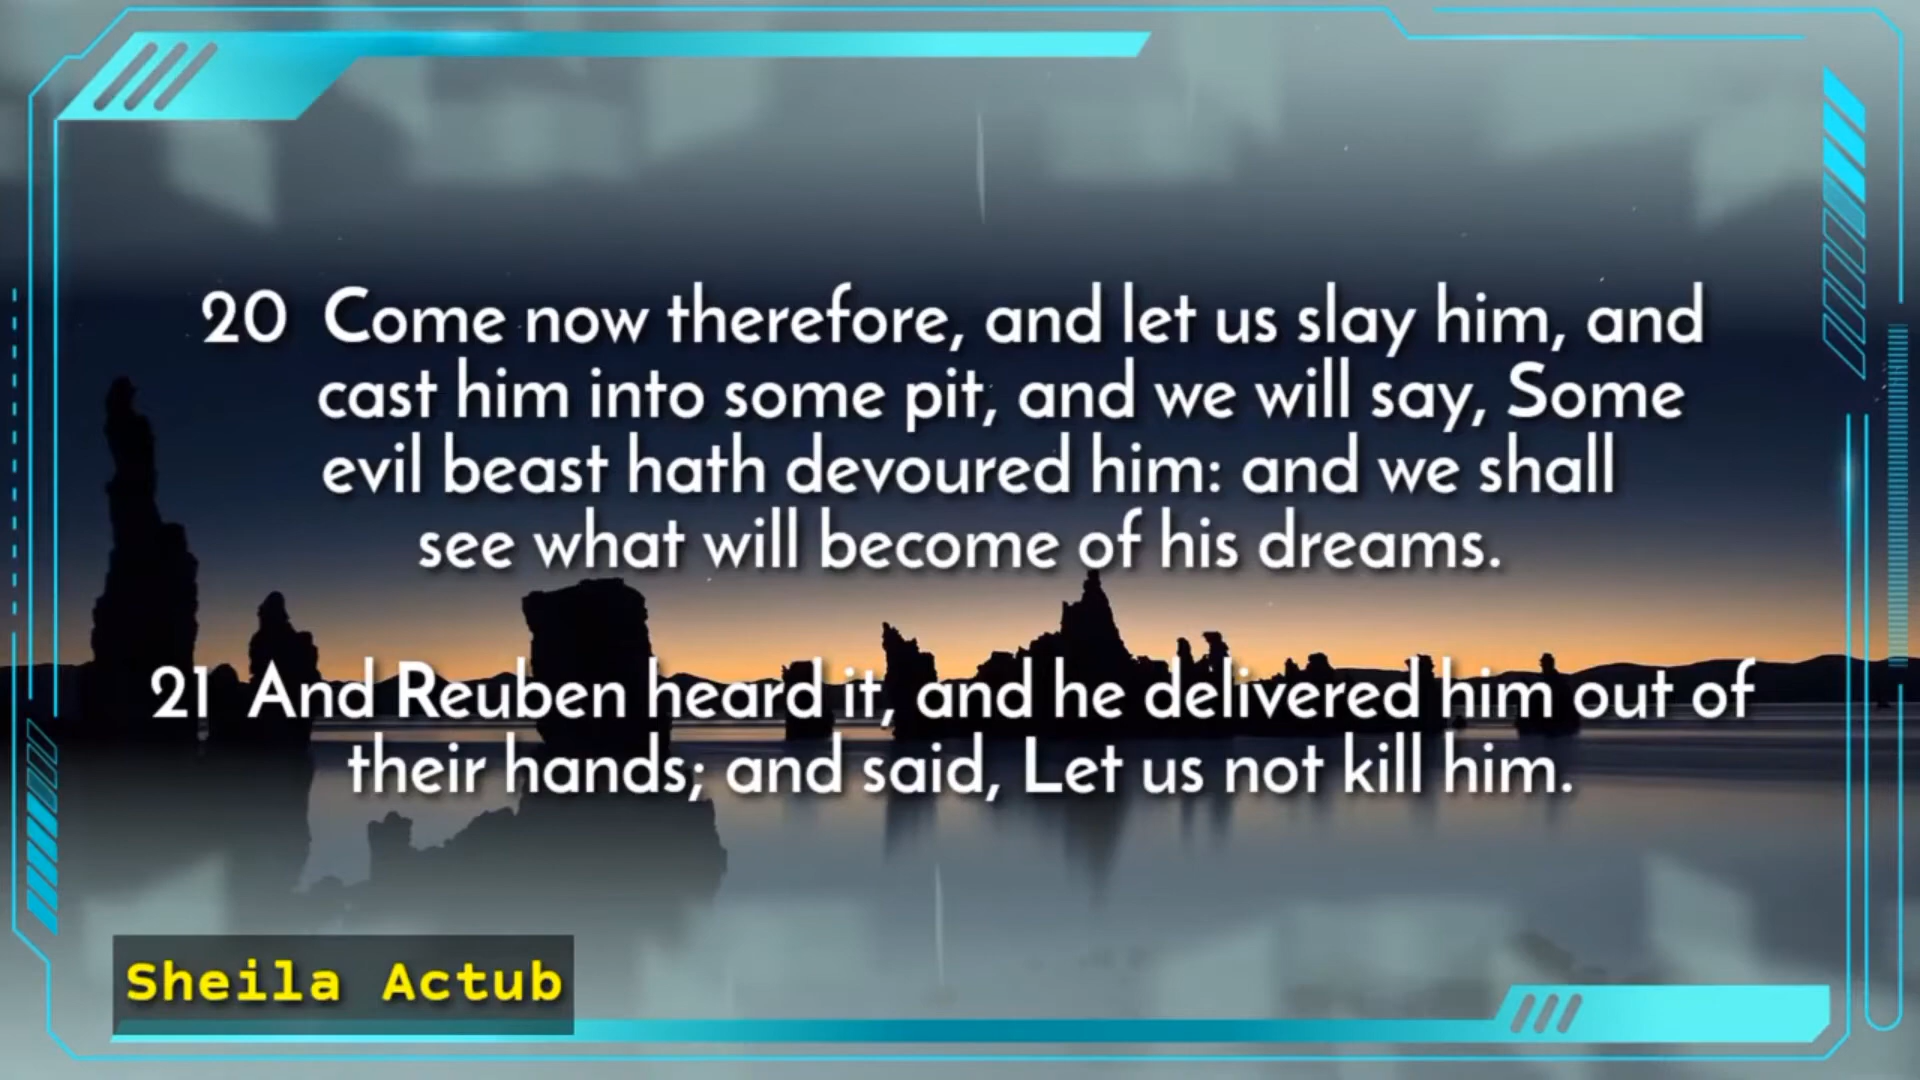 20 Come now therefore, and let us slay him, and
cast him into some pit, and we will say, Some
evil beast hath devoured him: and we shall
see what will become of his dreams.
21 And Reuben heard it, and he delivered him out of
their hands; and said, Let us not kill him.
Sheila Actub